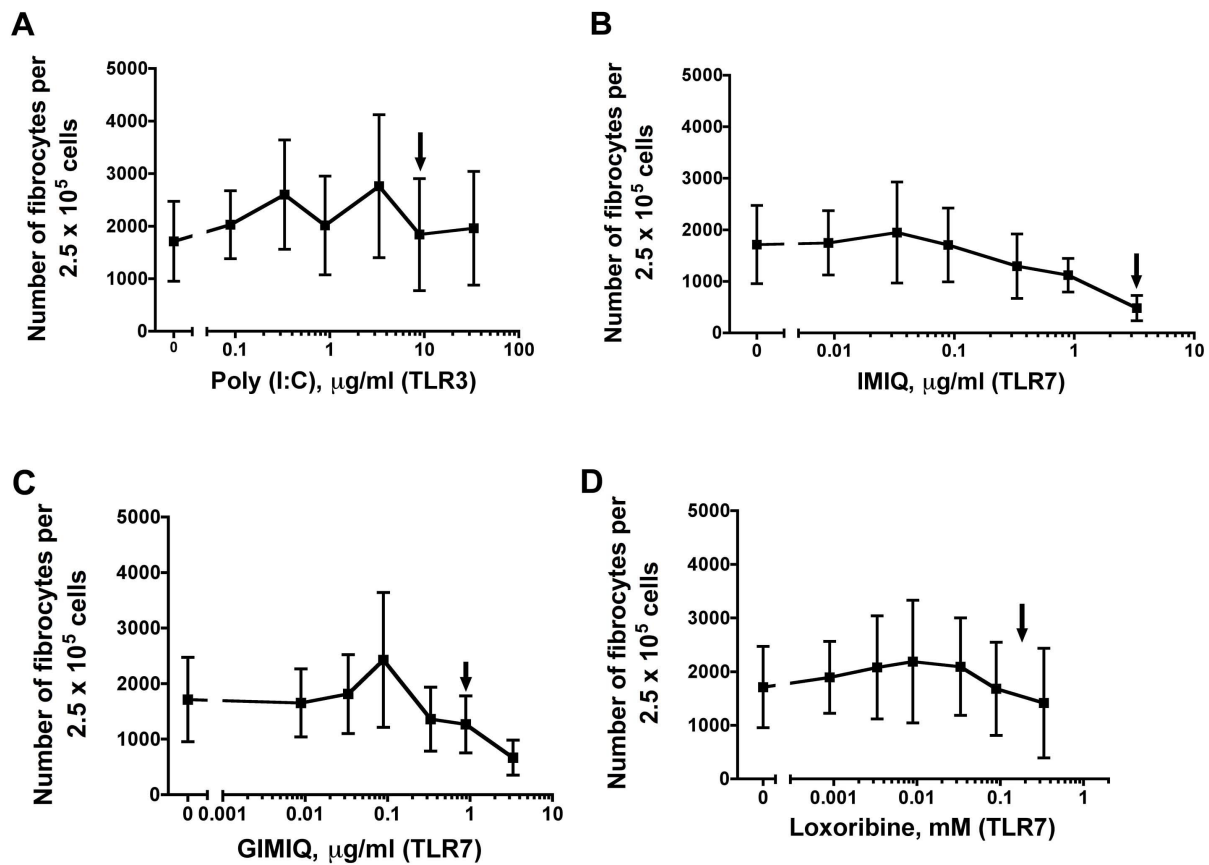 A
Number of fibrocytes per
2.5 x 10⁵ cells
5000
4000
3000
2000
1000
0
0 0.1 1 10 100
Poly (I:C), μg/ml (TLR3)
B
Number of fibrocytes per
2.5 x 10⁵ cells
5000
4000
3000
2000
1000
0
0 0.01 0.1 1 10
IMIQ, μg/ml (TLR7)
C
Number of fibrocytes per
2.5 x 10⁵ cells
5000
4000
3000
2000
1000
0
0 0.001 0.01 0.1 1 10
GIMIQ, μg/ml (TLR7)
D
Number of fibrocytes per
2.5 x 10⁵ cells
5000
4000
3000
2000
1000
0
0 0.001 0.01 0.1 1
Loxoribine, mM (TLR7)